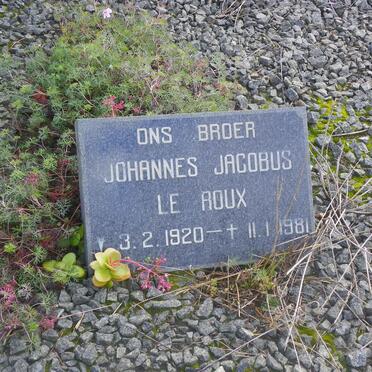 ONS BROER
JOHANNES JACOBUS
LE ROUX
* 3. 2. 1920 - † 11. 1. 1981